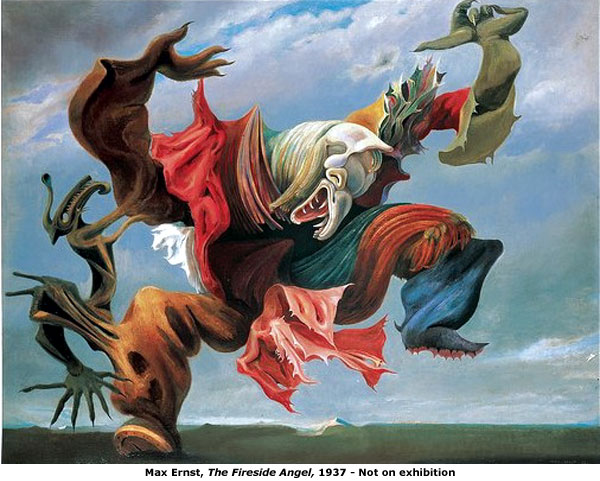 Max Ernst, The Fireside Angel, 1937 - Not on exhibition